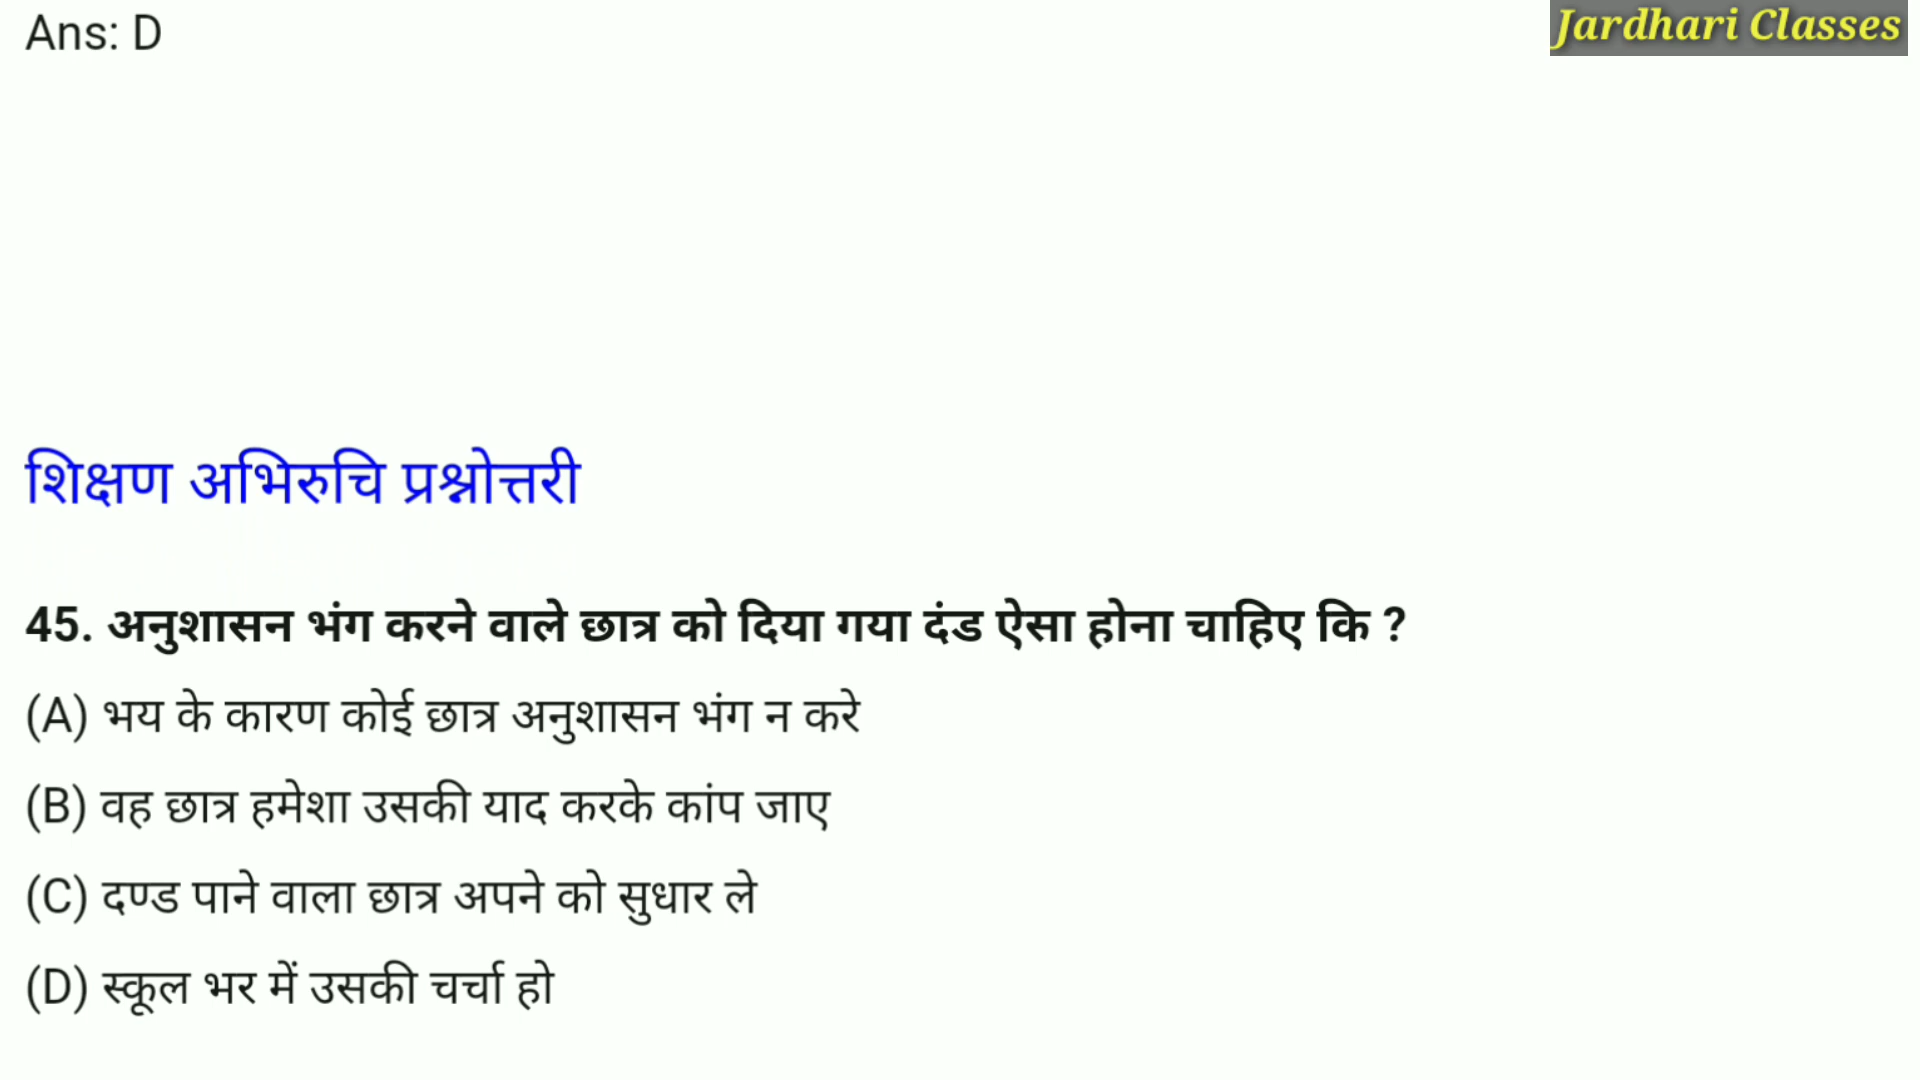 Ans: D
Jardhari Classes
शिक्षण अभिरुचि प्रश्नोत्तरी
45. अनुशासन भंग करने वाले छात्र को दिया गया दंड ऐसा होना चाहिए कि ?
(A) भय के कारण कोई छात्र अनुशासन भंग न करे
(B) वह छात्र हमेशा उसकी याद करके कांप जाए
(C) दण्ड पाने वाला छात्र अपने को सुधार ले
(D) स्कूल भर में उसकी चर्चा हो